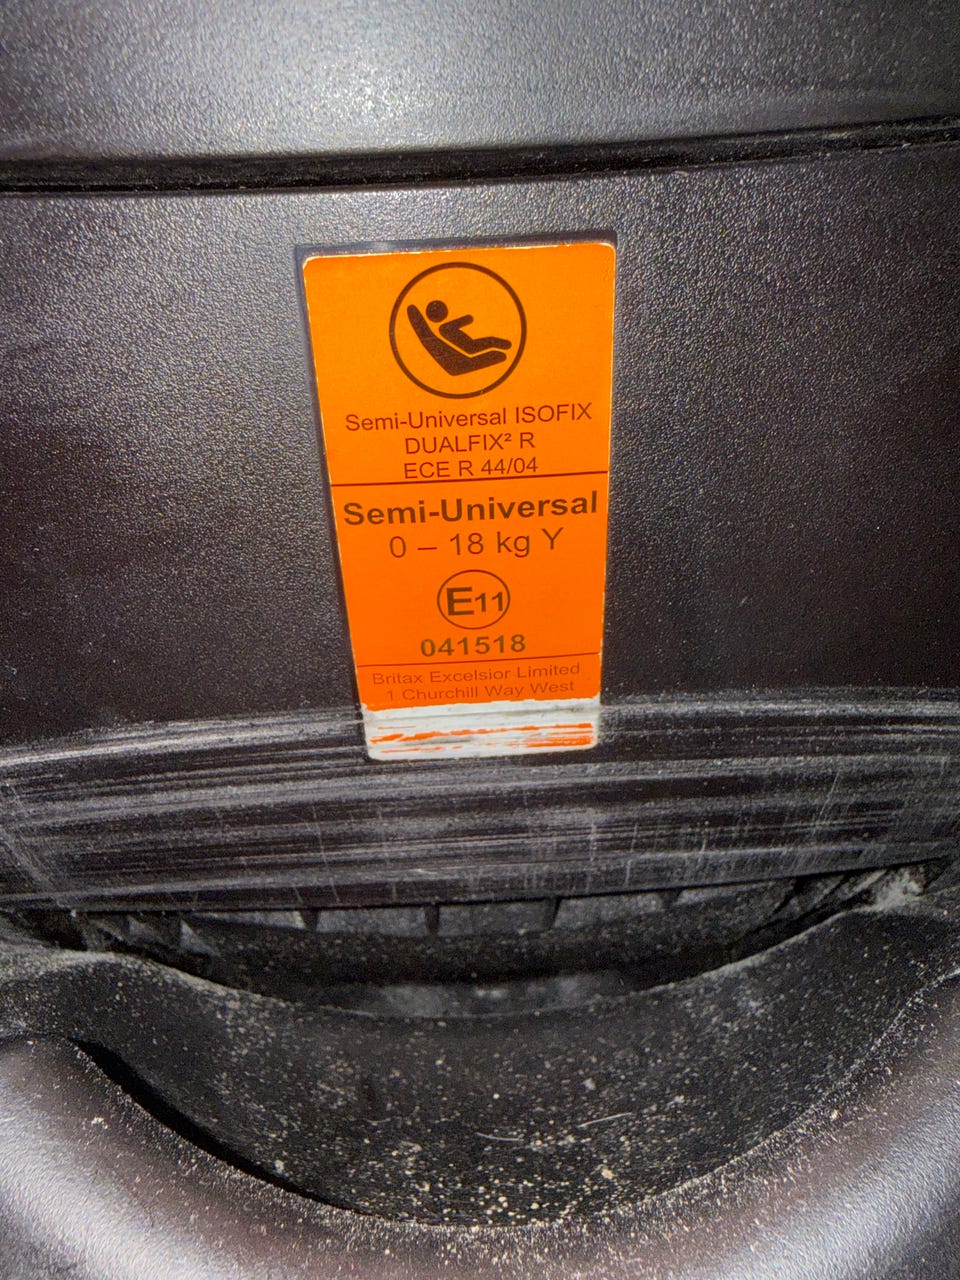 Semi-Universal ISOFIX
DUALFIX² R
ECE R 44/04
Semi-Universal
0 – 18 kg Y
E11
041518
Britax Excelsior Limited
1 Churchill Way West